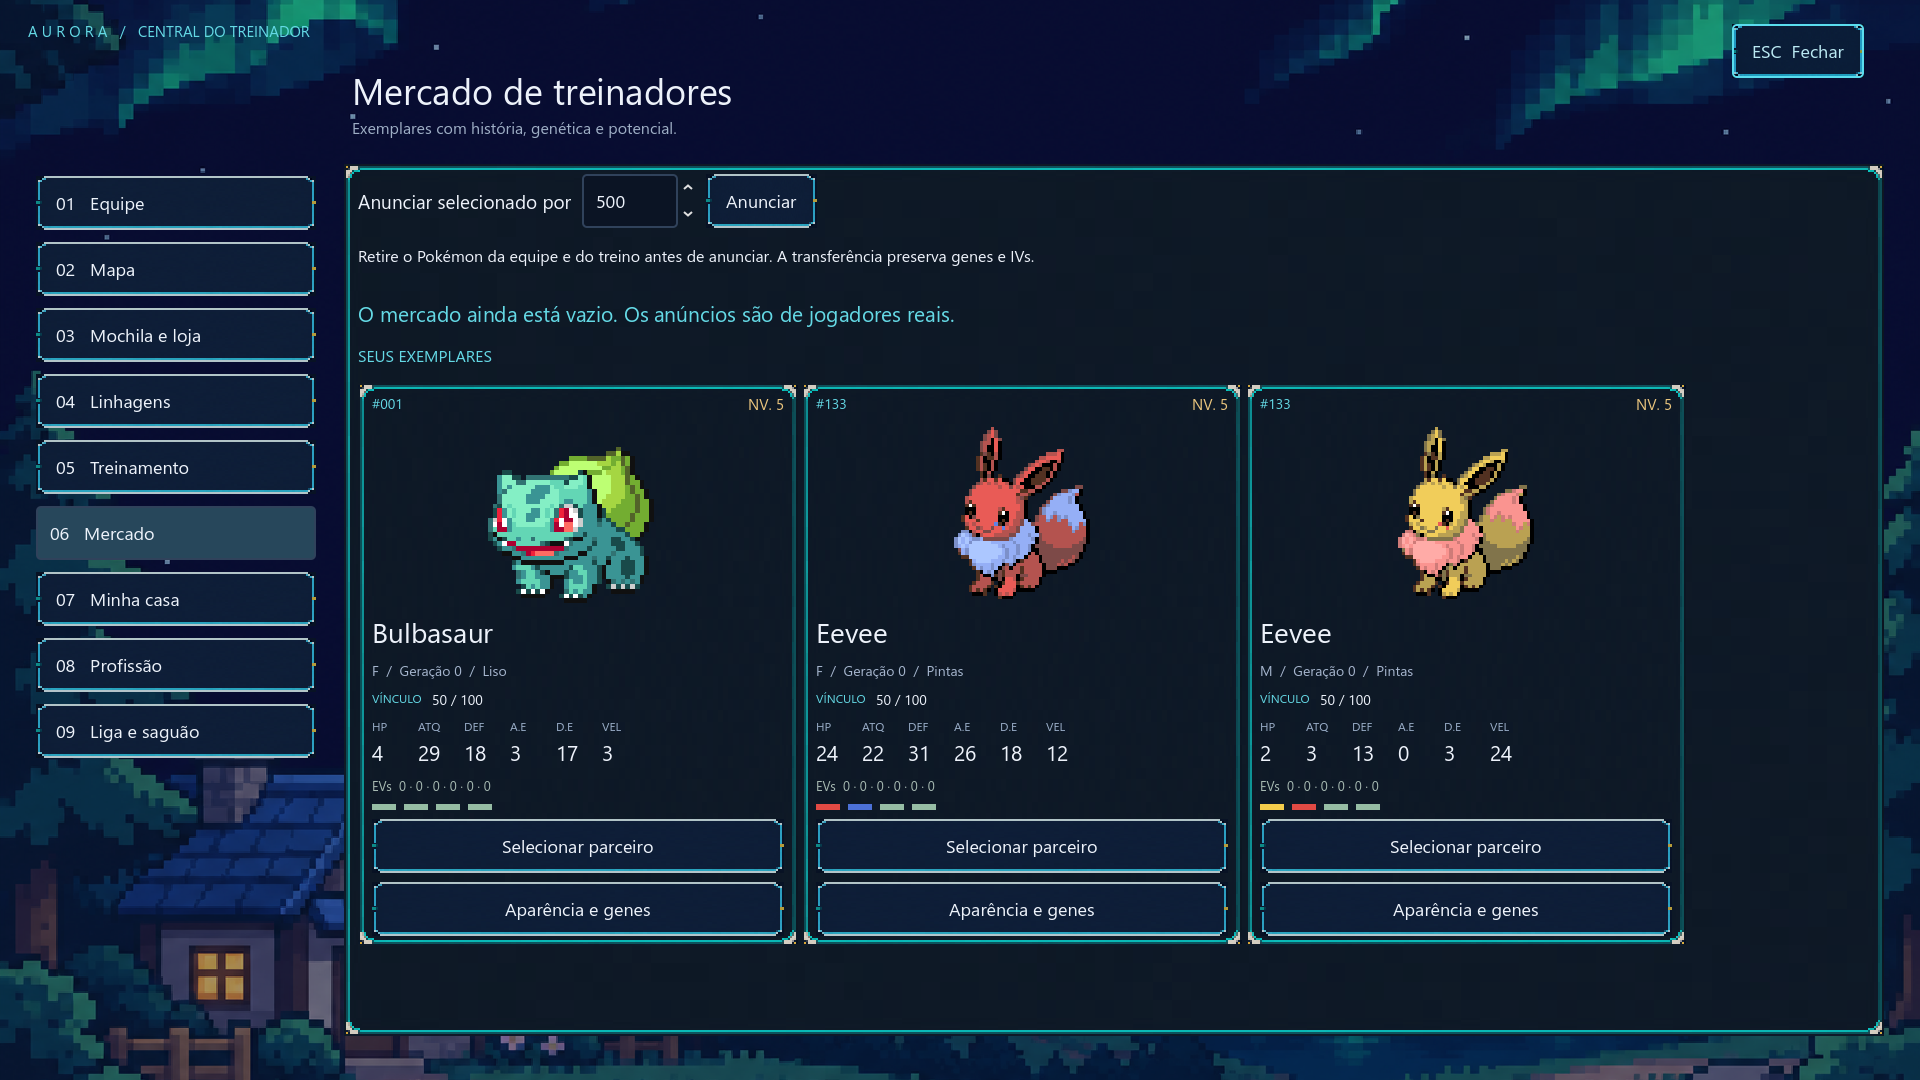 AURORA / CENTRAL DO TREINADOR
ESC Fechar
Mercado de treinadores
Exemplares com história, genética e potencial.
01 Equipe
02 Mapa
03 Mochila e loja
04 Linhagens
05 Treinamento
06 Mercado
07 Minha casa
08 Profissão
09 Liga e saguão
Anunciar selecionado por 500 Anunciar
Retire o Pokémon da equipe e do treino antes de anunciar. A transferência preserva genes e IVs.
O mercado ainda está vazio. Os anúncios são de jogadores reais.
SEUS EXEMPLARES
#001 NV. 5
Bulbasaur
F / Geração 0 / Liso
VÍNCULO 50 / 100
HP ATQ DEF A.E D.E VEL
4 29 18 3 17 3
EVs 0 · 0 · 0 · 0 · 0 · 0
Selecionar parceiro
Aparência e genes
#133 NV. 5
Eevee
F / Geração 0 / Pintas
VÍNCULO 50 / 100
HP ATQ DEF A.E D.E VEL
24 22 31 26 18 12
EVs 0 · 0 · 0 · 0 · 0 · 0
Selecionar parceiro
Aparência e genes
#133 NV. 5
Eevee
M / Geração 0 / Pintas
VÍNCULO 50 / 100
HP ATQ DEF A.E D.E VEL
2 3 13 0 3 24
EVs 0 · 0 · 0 · 0 · 0 · 0
Selecionar parceiro
Aparência e genes